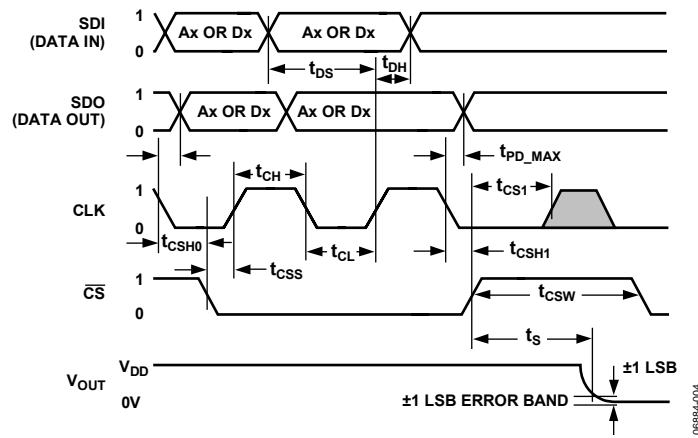 SDI
(DATA IN)
1
0
Ax OR Dx
Ax OR Dx
tDS
tDH
SDO
(DATA OUT)
1
0
Ax OR Dx
Ax OR Dx
tPD_MAX
CLK
1
0
tCH
tCS1
tCSH0
tCL
tCSH1
tCSS
CS
1
0
tCSW
tS
VOUT
VDD
0V
±1 LSB
±1 LSB ERROR BAND
06884-004